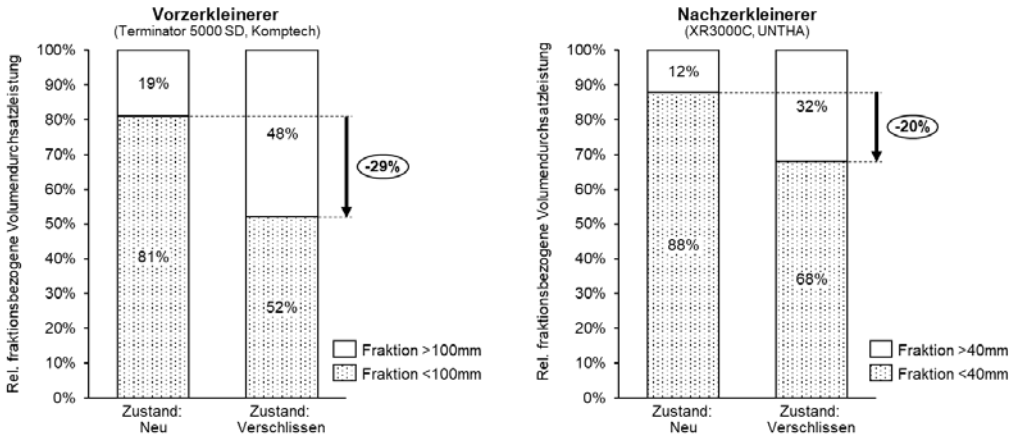 Vorzerkleinerer
(Terminator 5000 SD, Komptech)
Rel. fraktionsbezogene Volumendurchsatzleistung
100%
90%
80%
70%
60%
50%
40%
30%
20%
10%
0%
19%
81%
48%
52%
-29%
Fraktion >100mm
Fraktion <100mm
Zustand:
Neu
Zustand:
Verschlissen
Nachzerkleinerer
(XR3000C, UNTHA)
Rel. fraktionsbezogene Volumendurchsatzleistung
100%
90%
80%
70%
60%
50%
40%
30%
20%
10%
0%
12%
88%
32%
68%
-20%
Fraktion >40mm
Fraktion <40mm
Zustand:
Neu
Zustand:
Verschlissen